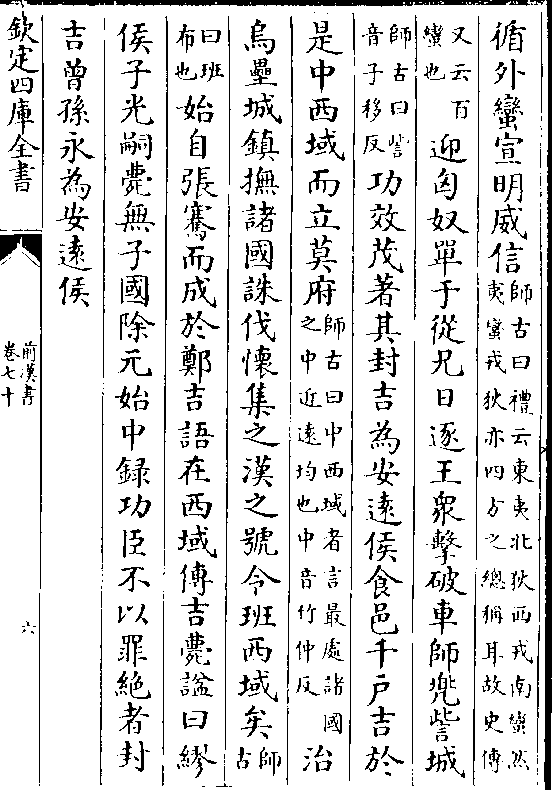 循外蠻宣明威信師古曰禮云東夷北狄西戎南蠻然夷蠻戎狄亦四方之總稱耳故史傳
又云百蠻也迎匈奴單于從兄日逐王衆擊破車師兜訾城
師古曰訾音子移反功效茂著其封吉為安遠侯食邑千戸吉於
是中西域而立莫府師古曰中西域者言最處諸國之中近遠均也中音竹仲反治
烏壘城鎮撫諸國誅伐懷集之漢之號令班西域矣師古
曰班布也始自張騫而成於鄭吉語在西域傳吉薨諡曰繆
侯子光嗣薨無子國除元始中録功臣不以罪絶者封
吉曾孫永為安遠侯
欽定四庫全書
前漢書
卷七十
六